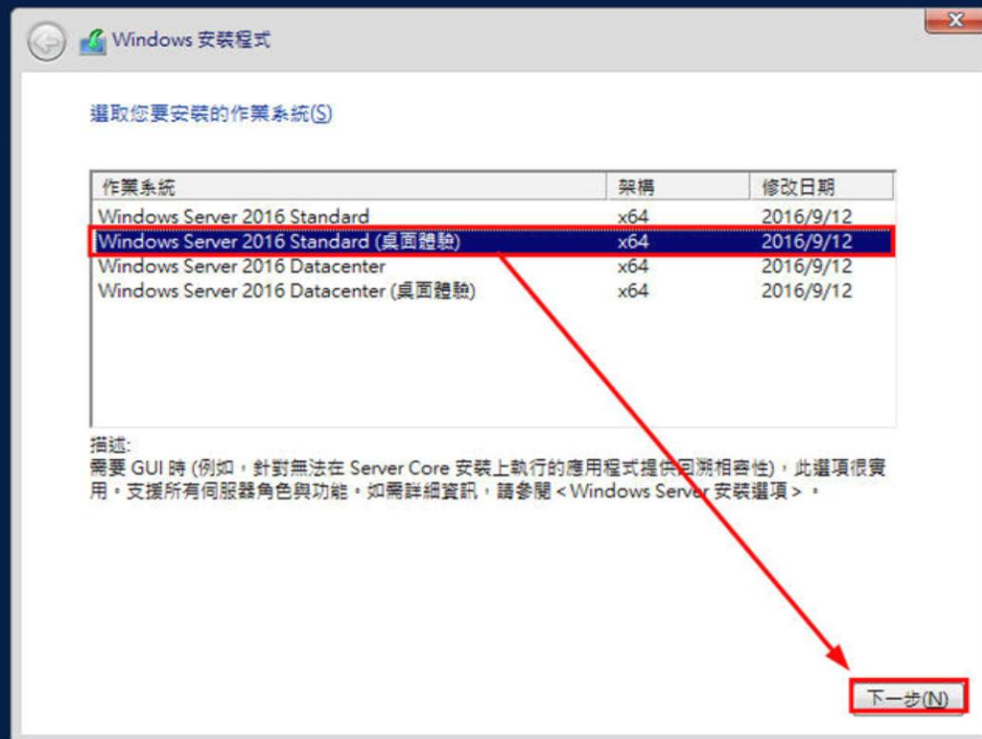 Windows 安裝程式
選取您要安裝的作業系統(S)
作業系統 架構 修改日期
Windows Server 2016 Standard x64 2016/9/12
Windows Server 2016 Standard (桌面體驗) x64 2016/9/12
Windows Server 2016 Datacenter x64 2016/9/12
Windows Server 2016 Datacenter (桌面體驗) x64 2016/9/12
描述:
需要 GUI 時 (例如，針對無法在 Server Core 安裝上執行的應用程式提供回溯相容性)，此選項很實
用。支援所有伺服器角色與功能。如需詳細資訊，請參閱 <Windows Server 安裝選項>。
下一步(N)